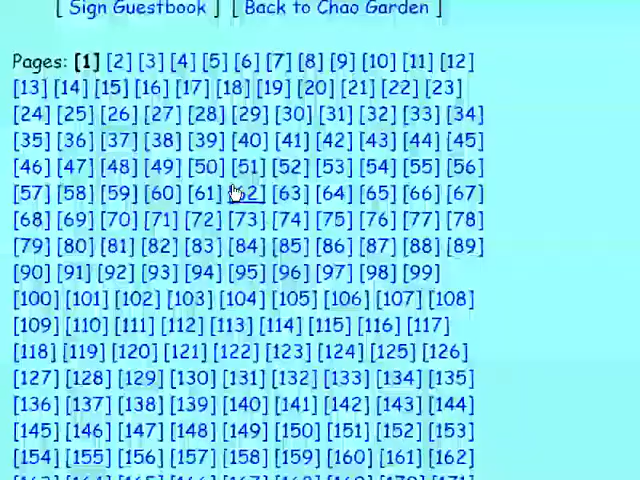 [ Sign Guestbook ] [ Back to Chao Garden ]
Pages: [1] [2] [3] [4] [5] [6] [7] [8] [9] [10] [11] [12]
[13] [14] [15] [16] [17] [18] [19] [20] [21] [22] [23]
[24] [25] [26] [27] [28] [29] [30] [31] [32] [33] [34]
[35] [36] [37] [38] [39] [40] [41] [42] [43] [44] [45]
[46] [47] [48] [49] [50] [51] [52] [53] [54] [55] [56]
[57] [58] [59] [60] [61] [62] [63] [64] [65] [66] [67]
[68] [69] [70] [71] [72] [73] [74] [75] [76] [77] [78]
[79] [80] [81] [82] [83] [84] [85] [86] [87] [88] [89]
[90] [91] [92] [93] [94] [95] [96] [97] [98] [99]
[100] [101] [102] [103] [104] [105] [106] [107] [108]
[109] [110] [111] [112] [113] [114] [115] [116] [117]
[118] [119] [120] [121] [122] [123] [124] [125] [126]
[127] [128] [129] [130] [131] [132] [133] [134] [135]
[136] [137] [138] [139] [140] [141] [142] [143] [144]
[145] [146] [147] [148] [149] [150] [151] [152] [153]
[154] [155] [156] [157] [158] [159] [160] [161] [162]